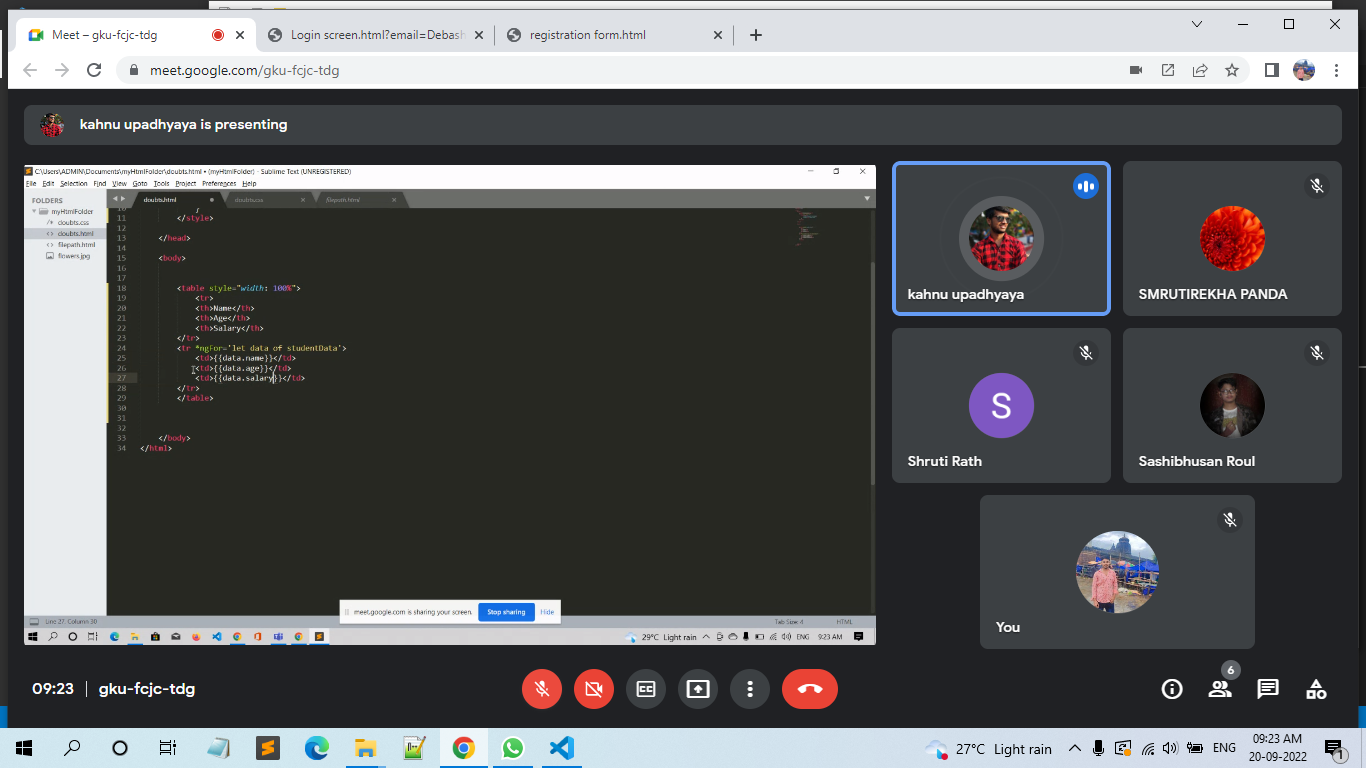 Meet – gku-fcjc-tdg
Login screen.html?email=Debash
registration form.html
meet.google.com/gku-fcjc-tdg
kahnu upadhyaya is presenting
C:\Users\ADMIN\Documents\myHtmlFolder\doubts.html • (myHtmlFolder) - Sublime Text (UNREGISTERED)
File Edit Selection Find View Goto Tools Project Preferences Help
FOLDERS
myHtmlFolder
doubts.css
doubts.html
filepath.html
flowers.jpg
doubts.html
doubts.css
filepath.html
10 }
11 </style>
12
13 </head>
14
15 <body>
16
17
18 <table style="width: 100%">
19 <tr>
20 <th>Name</th>
21 <th>Age</th>
22 <th>Salary</th>
23 </tr>
24 <tr *ngFor='let data of studentData'>
25 <td>{{data.name}}</td>
26 <td>{{data.age}}</td>
27 <td>{{data.salary}}</td>
28 </tr>
29 </table>
30
31
32
33 </body>
34 </html>
meet.google.com is sharing your screen.
Stop sharing
Hide
Line 27, Column 30
Tab Size: 4
HTML
29°C Light rain
ENG
9:23 AM
kahnu upadhyaya
SMRUTIREKHA PANDA
S
Shruti Rath
Sashibhusan Roul
You
09:23 | gku-fcjc-tdg
6
27°C Light rain
ENG
09:23 AM
20-09-2022
1